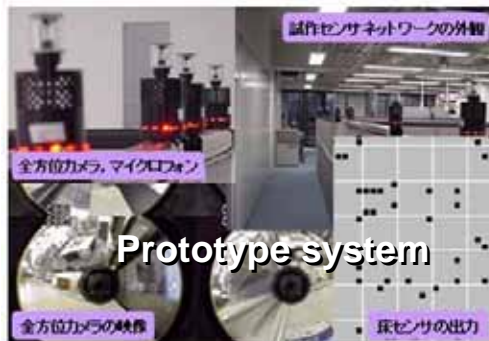 試作センサネットワークの外観
全方位カメラ，マイクロフォン
Prototype system
全方位カメラの映像
床センサの出力